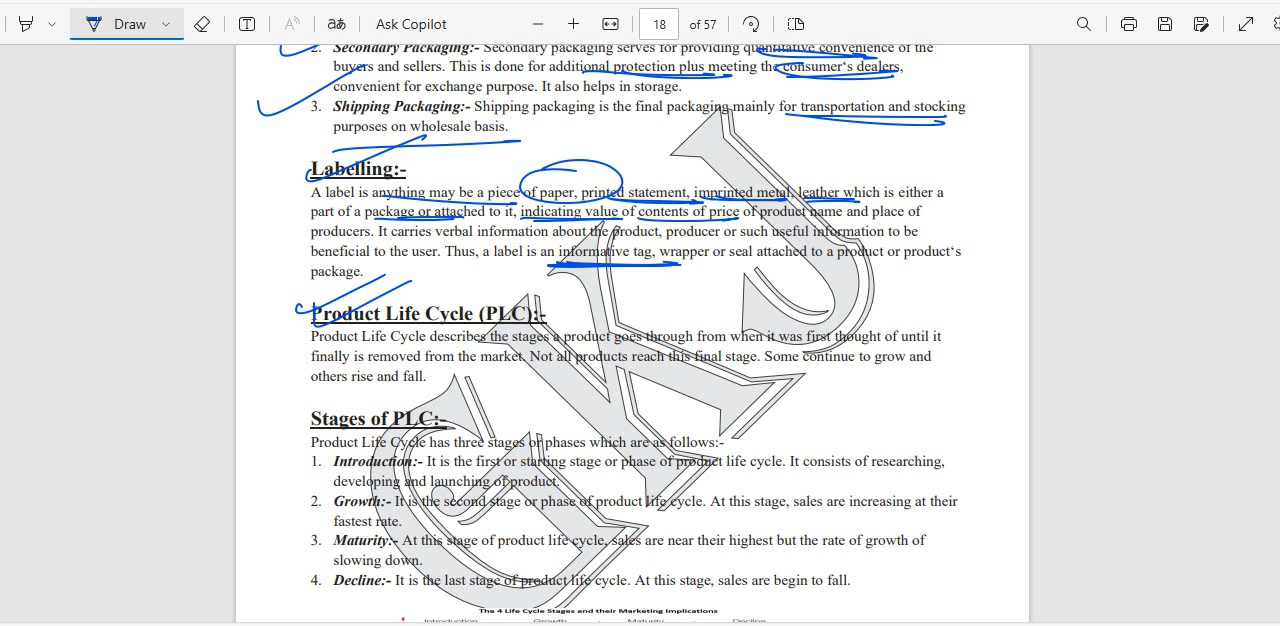 Draw
aあ
Ask Copilot
18 of 57
2. Secondary Packaging:- Secondary packaging serves for providing quantitative convenience of the
buyers and sellers. This is done for additional protection plus meeting the consumer's dealers,
convenient for exchange purpose. It also helps in storage.
3. Shipping Packaging:- Shipping packaging is the final packaging mainly for transportation and stocking
purposes on wholesale basis.
Labelling:-
A label is anything may be a piece of paper, printed statement, imprinted metal, leather which is either a
part of a package or attached to it, indicating value of contents of price of product name and place of
producers. It carries verbal information about the product, producer or such useful information to be
beneficial to the user. Thus, a label is an informative tag, wrapper or seal attached to a product or product's
package.
Product Life Cycle (PLC):-
Product Life Cycle describes the stages a product goes through from when it was first thought of until it
finally is removed from the market. Not all products reach this final stage. Some continue to grow and
others rise and fall.
Stages of PLC:-
Product Life Cycle has three stages or phases which are as follows:-
1. Introduction:- It is the first or starting stage or phase of product life cycle. It consists of researching,
developing and launching of product.
2. Growth:- It is the second stage or phase of product life cycle. At this stage, sales are increasing at their
fastest rate.
3. Maturity:- At this stage of product life cycle, sales are near their highest but the rate of growth of
slowing down.
4. Decline:- It is the last stage of product life cycle. At this stage, sales are begin to fall.
The 4 Life Cycle Stages and their Marketing Implications
Introduction Growth Maturity Decline
GKJ